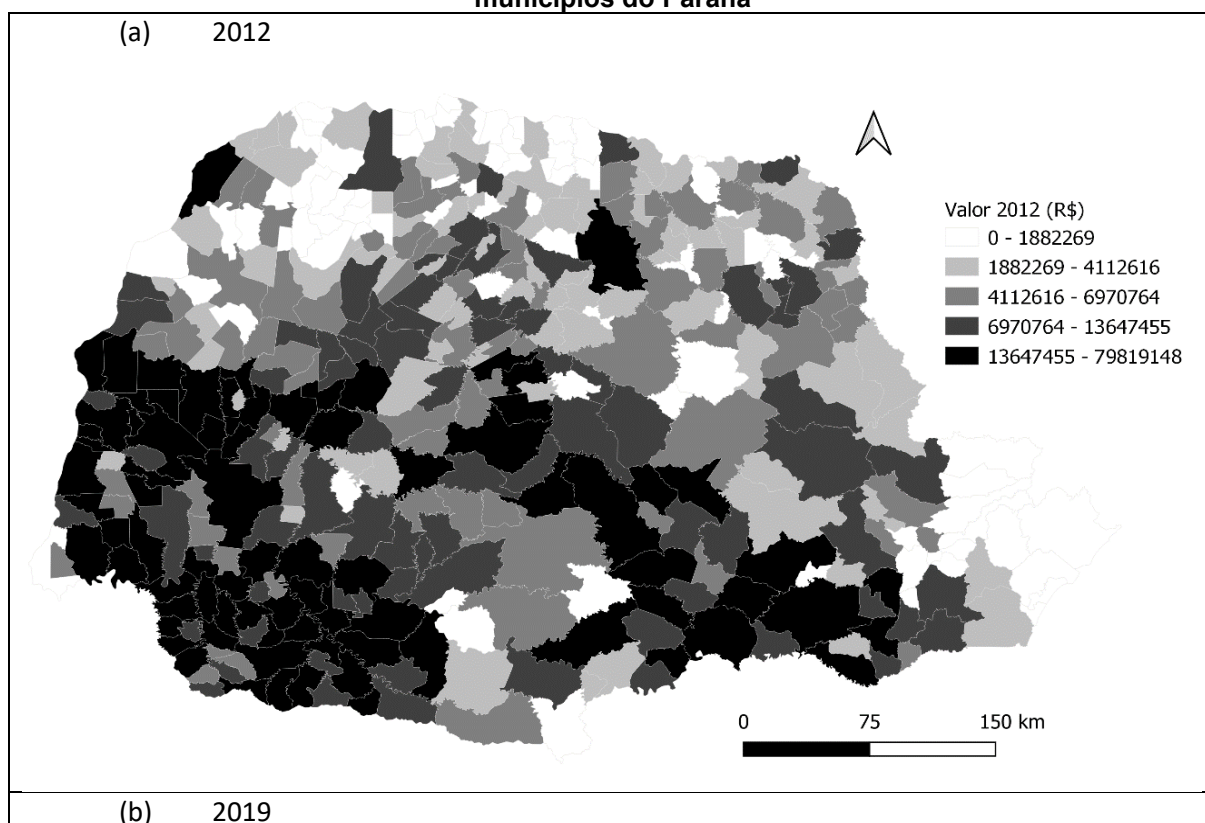 municípios do Paraná
(a) 2012
Valor 2012 (R$)
0 - 1882269
1882269 - 4112616
4112616 - 6970764
6970764 - 13647455
13647455 - 79819148
0 75 150 km
(b) 2019